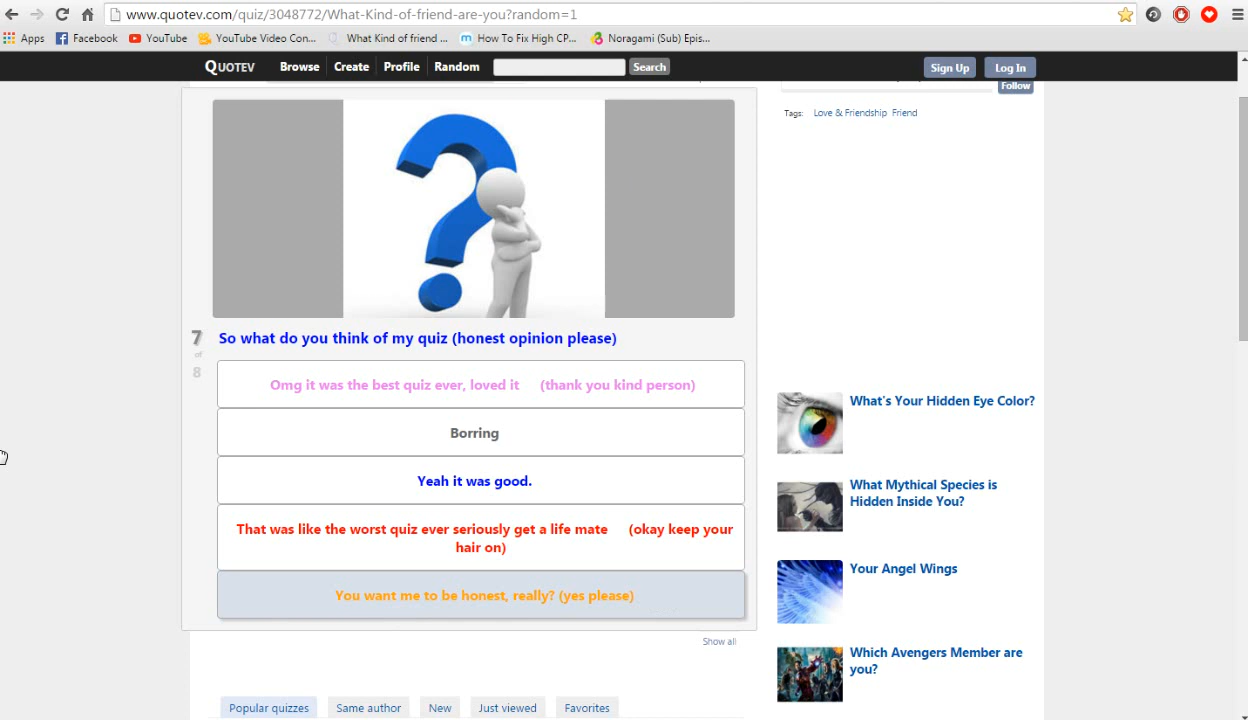 www.quotev.com/quiz/3048772/What-Kind-of-friend-are-you?random=1
Apps Facebook YouTube YouTube Video Con... What Kind of friend ... How To Fix High CP... Noragami (Sub) Epis...
QUOTEV Browse Create Profile Random Search Sign Up Log In
Follow
Tags: Love & Friendship Friend
7 So what do you think of my quiz (honest opinion please)
of
8
Omg it was the best quiz ever, loved it (thank you kind person)
Borring
Yeah it was good.
That was like the worst quiz ever seriously get a life mate (okay keep your
hair on)
You want me to be honest, really? (yes please)
Show all
What's Your Hidden Eye Color?
What Mythical Species is
Hidden Inside You?
Your Angel Wings
Which Avengers Member are
you?
Popular quizzes Same author New Just viewed Favorites